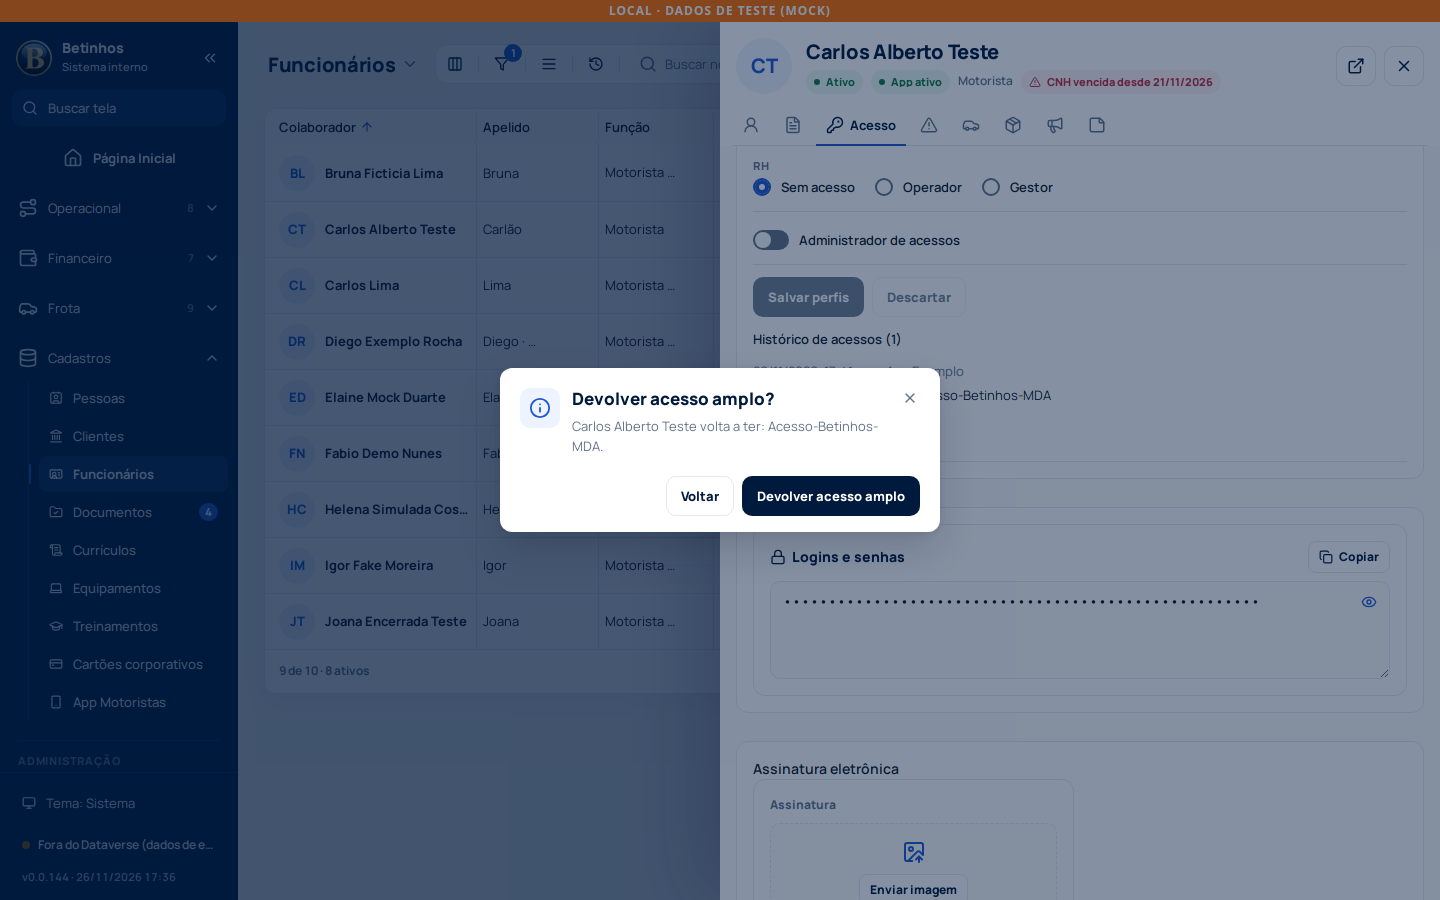 LOCAL · DADOS DE TESTE (MOCK)
Betinhos
Sistema interno
Buscar tela
Página Inicial
Operacional 8
Financeiro 7
Frota 9
Cadastros
Pessoas
Clientes
Funcionários
Documentos 4
Currículos
Equipamentos
Treinamentos
Cartões corporativos
App Motoristas
ADMINISTRAÇÃO
Tema: Sistema
Fora do Dataverse (dados de e...
v0.0.144 · 26/11/2026 17:36
Funcionários
1
Buscar
Colaborador Apelido Função
BL Bruna Ficticia Lima Bruna Motorista ...
CT Carlos Alberto Teste Carlão Motorista
CL Carlos Lima Lima Motorista ...
DR Diego Exemplo Rocha Diego · ... Motorista ...
ED Elaine Mock Duarte
FN Fabio Demo Nunes
HC Helena Simulada Cos...
IM Igor Fake Moreira Igor Motorista ...
JT Joana Encerrada Teste Joana Motorista ...
9 de 10 · 8 ativos
CT
Carlos Alberto Teste
Ativo App ativo Motorista CNH vencida desde 21/11/2026
Acesso
RH
Sem acesso Operador Gestor
Administrador de acessos
Salvar perfis Descartar
Histórico de acessos (1)
Devolver acesso amplo?
Carlos Alberto Teste volta a ter: Acesso-Betinhos-
MDA.
Voltar Devolver acesso amplo
Logins e senhas Copiar
Assinatura eletrônica
Assinatura
Enviar imagem